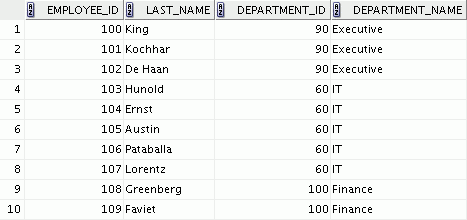 EMPLOYEE_ID LAST_NAME DEPARTMENT_ID DEPARTMENT_NAME
1 100 King 90 Executive
2 101 Kochhar 90 Executive
3 102 De Haan 90 Executive
4 103 Hunold 60 IT
5 104 Ernst 60 IT
6 105 Austin 60 IT
7 106 Pataballa 60 IT
8 107 Lorentz 60 IT
9 108 Greenberg 100 Finance
10 109 Faviet 100 Finance